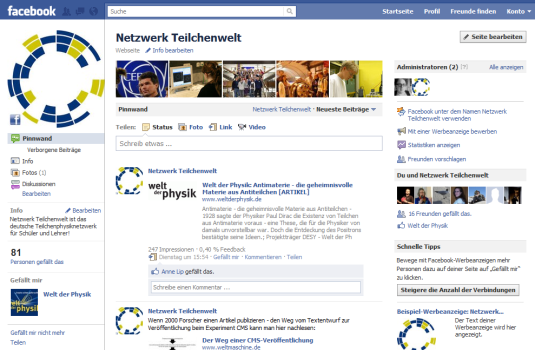 facebook
Suche
Startseite Profil Freunde finden Konto
Netzwerk Teilchenwelt
Seite bearbeiten
Webseite · Info bearbeiten
CER
Administratoren (2) [?] Alle anzeigen
Pinnwand
Netzwerk Teilchenwelt · Neueste Beiträge
Facebook unter dem Namen Netzwerk
Teilchenwelt verwenden
Mit einer Werbeanzeige bewerben
Statistiken anzeigen
Freunden vorschlagen
Teilen: Status Foto Link Video
Schreib etwas ...
Pinnwand
Verborgene Beiträge
Info
Fotos (1)
Diskussionen
Bearbeiten
Netzwerk Teilchenwelt
welt der physik
Welt der Physik: Antimaterie - die geheimnisvolle
Materie aus Antiteilchen [ARTIKEL]
www.weltderphysik.de
Antimaterie - die geheimnisvolle Materie aus Antiteilchen -
1928 sagte der Physiker Paul Dirac die Existenz von Teilchen
aus Antimaterie voraus - eine These, die für die Physiker von
damals unvorstellbar war. Doch die Entdeckung des Positrons
bestätigte seine Ideen.; Projektträger DESY - Welt der Ph
Du und Netzwerk Teilchenwelt
16 Freunden gefällt das.
Welt der Physik
Info Bearbeiten
Netzwerk Teilchenwelt ist das
deutsche Teilchenphysiknetzwerk
für Schüler und Lehrer!
81
Personen gefällt das
247 Impressionen · 0,40 % Feedback
Dienstag um 15:54 · Gefällt mir · Kommentieren · Teilen
Anne Lip gefällt das.
Schreibe einen Kommentar ...
Schnelle Tips
Bewege mit Facebook-Werbeanzeigen mehr
Personen dazu auf deiner Seite auf „Gefällt mir"
zu klicken.
Steigere die Anzahl der Verbindungen
Gefällt mir
Welt der Physik
Gefällt mir nicht mehr
Teilen
Netzwerk Teilchenwelt
Wenn 2000 Forscher einen Artikel publizieren - den Weg vom Textentwurf zur
Veröffentlichung beim Experiment CMS kann man hier nachlesen:
Der Weg einer CMS-Veröffentlichung
www.weltmaschine.de
Beispiel-Werbeanzeige: Netzwerk...
Der Text deiner
Werbeanzeige wird hier
angezeigt.